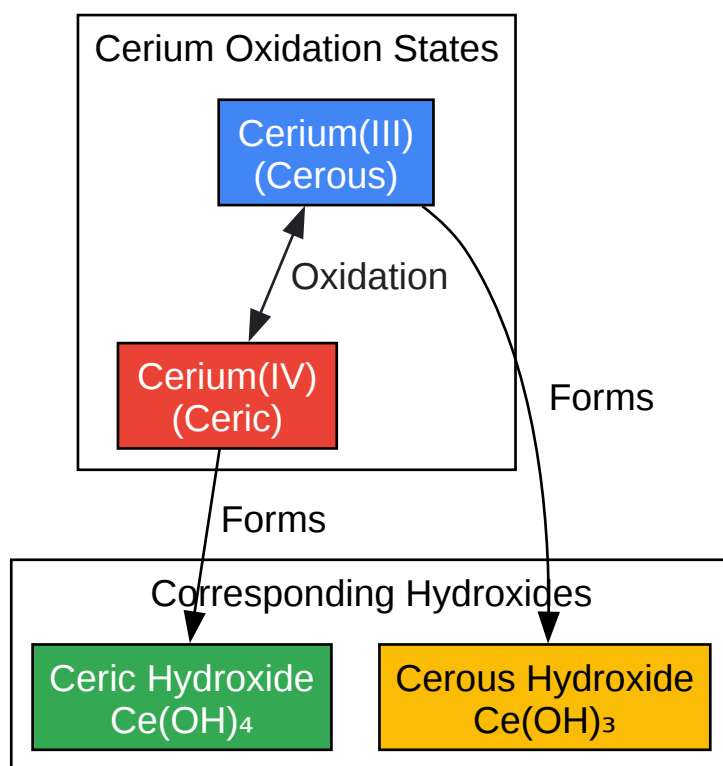 Cerium Oxidation States
Cerium(III)
(Cerous)
Oxidation
Cerium(IV)
(Ceric)
Forms
Forms
Corresponding Hydroxides
Ceric Hydroxide
Ce(OH)₄
Cerous Hydroxide
Ce(OH)₃